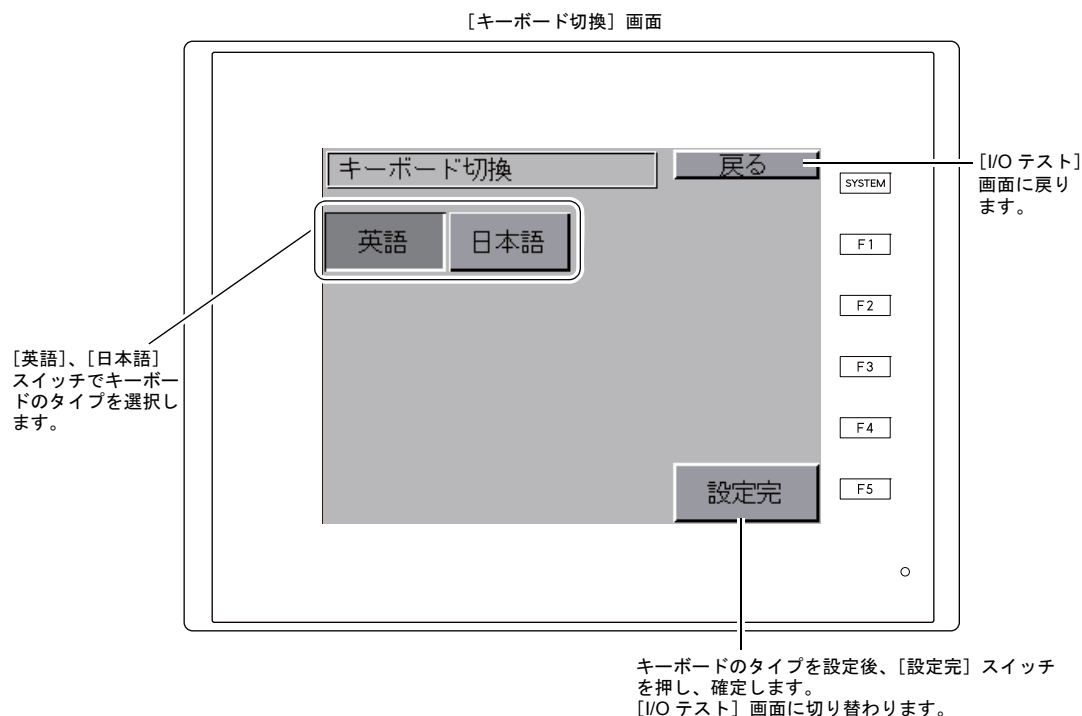 ［キーボード切換］画面
キーボード切換
戻る
英語
日本語
設定完
SYSTEM
F1
F2
F3
F4
F5
［I/O テスト］
画面に戻り
ます。
［英語］、［日本語］
スイッチでキーボー
ドのタイプを選択し
ます。
キーボードのタイプを設定後、［設定完］スイッチ
を押し、確定します。
［I/O テスト］画面に切り替わります。